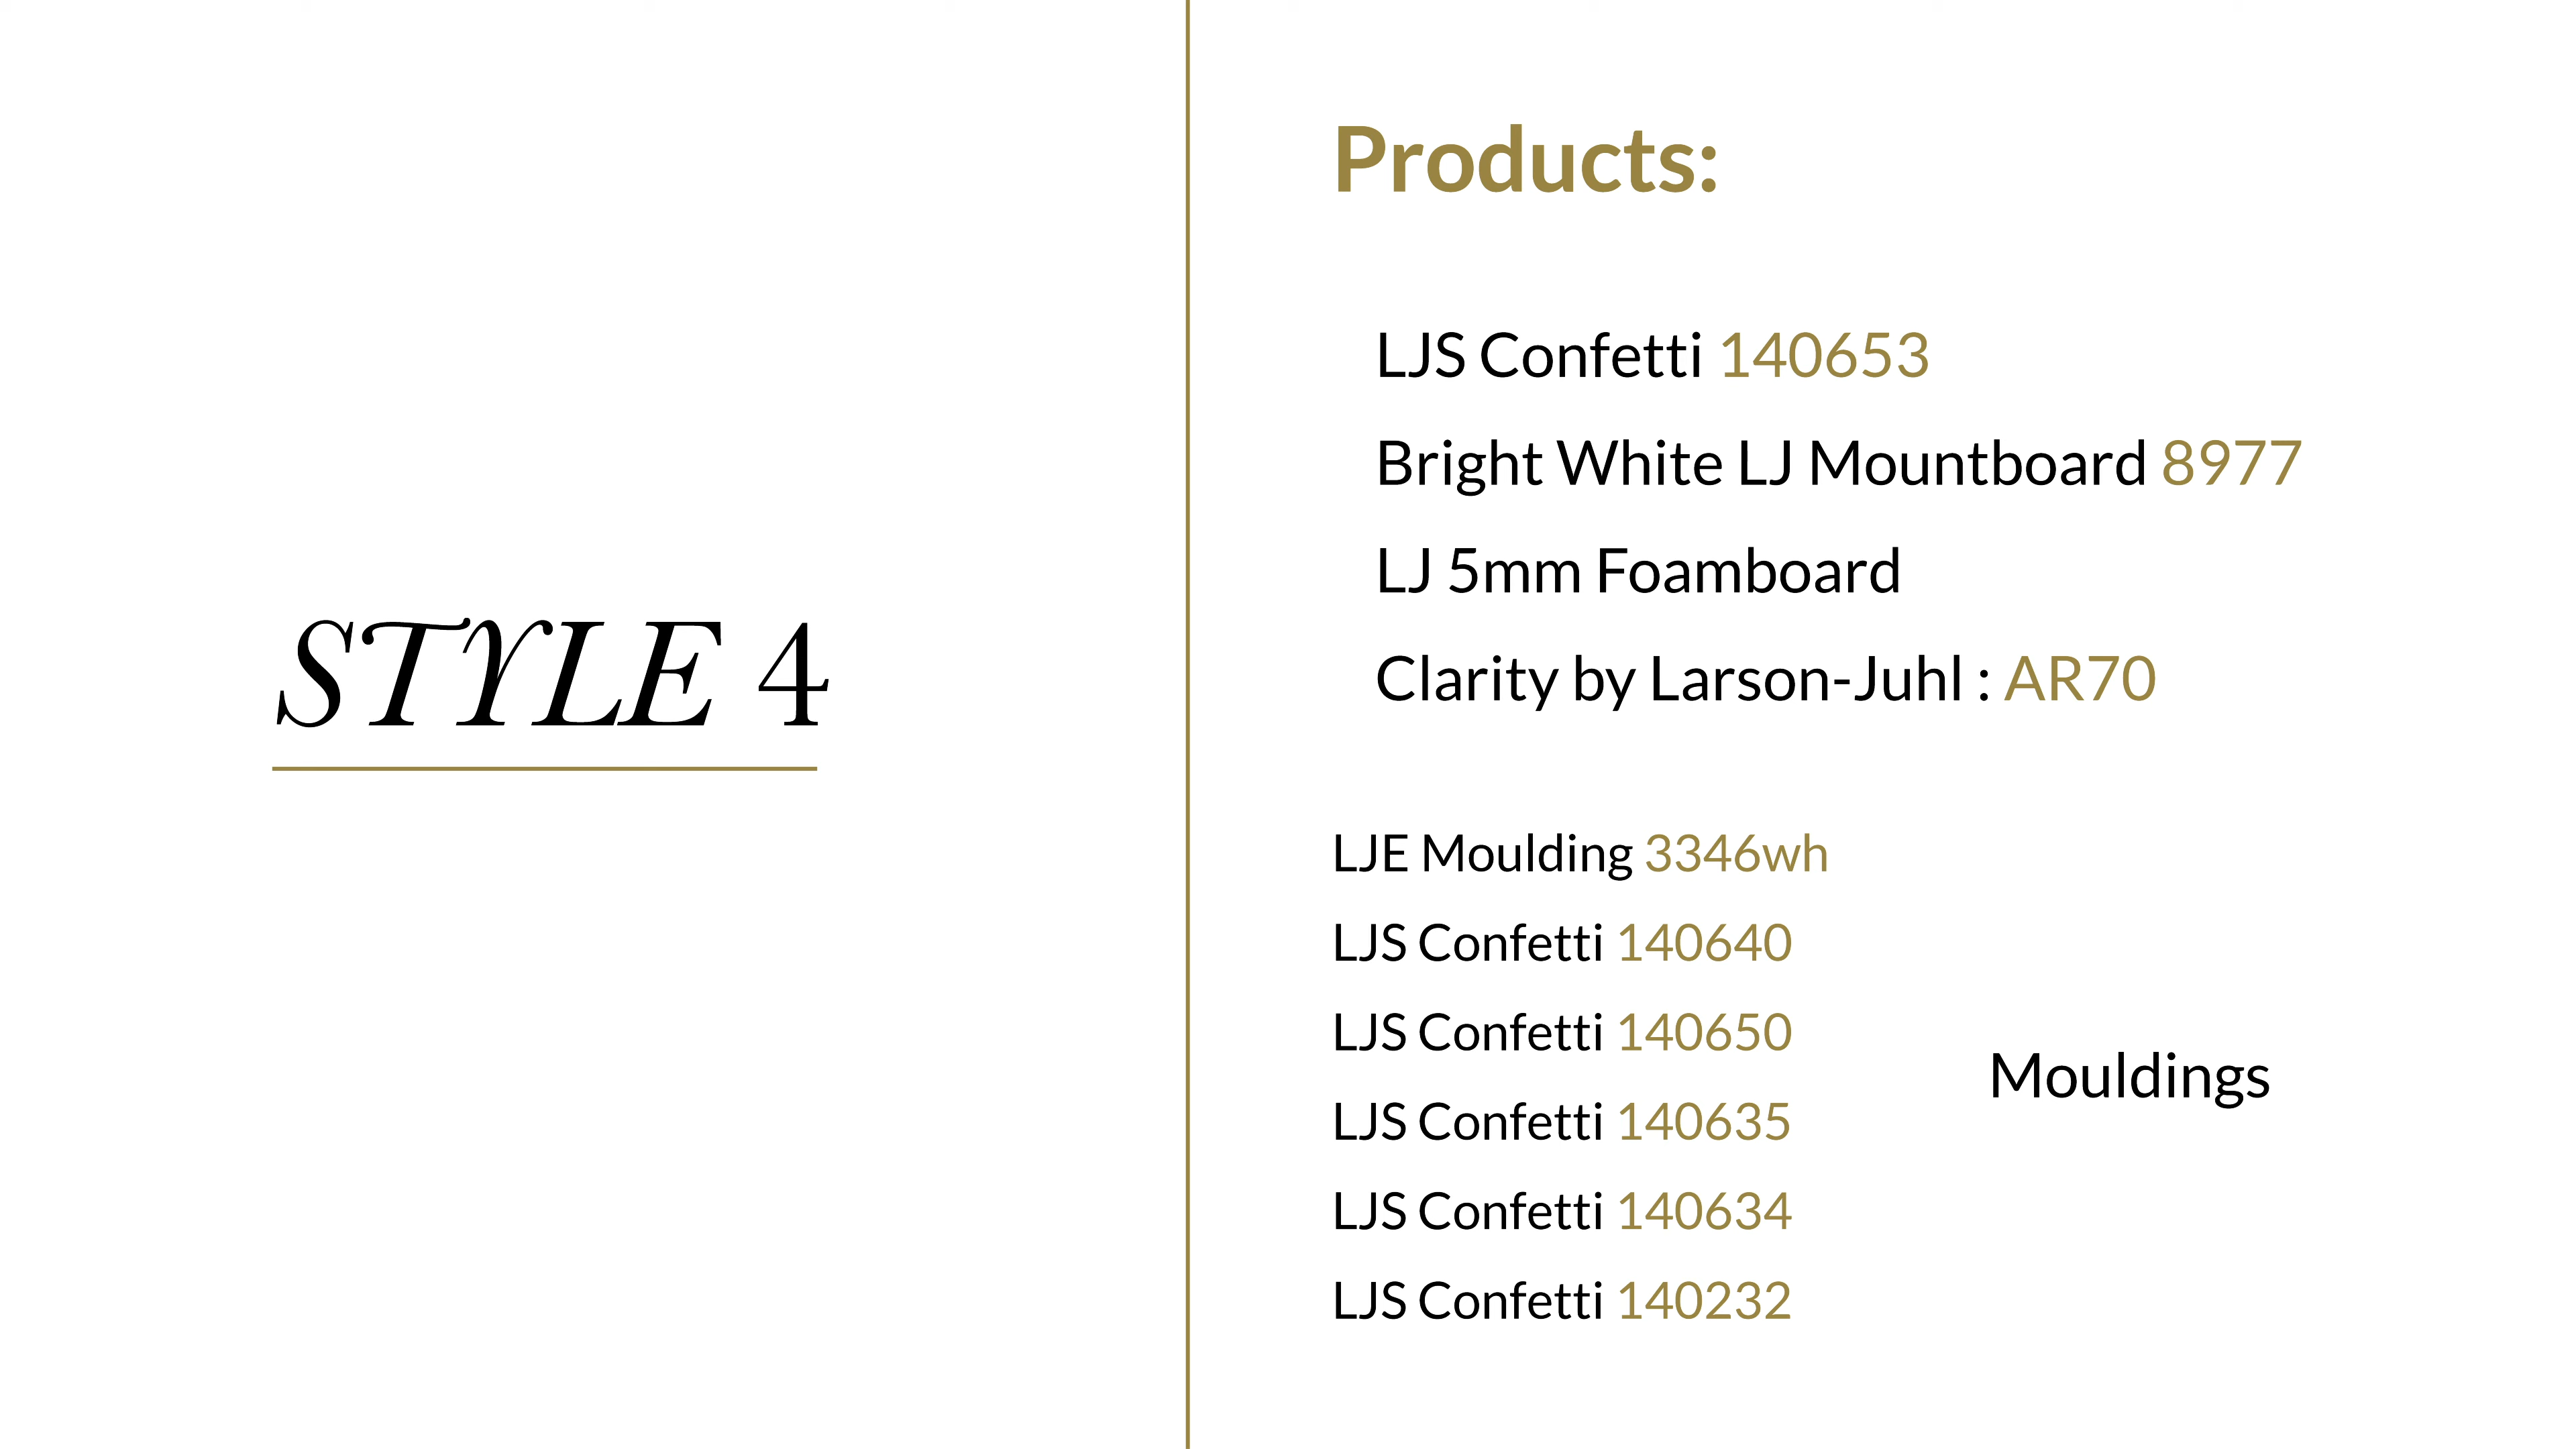 STYLE 4
Products:
LJS Confetti 140653
Bright White LJ Mountboard 8977
LJ 5mm Foamboard
Clarity by Larson-Juhl : AR70
LJE Moulding 3346wh
LJS Confetti 140640
LJS Confetti 140650
LJS Confetti 140635
LJS Confetti 140634
LJS Confetti 140232
Mouldings